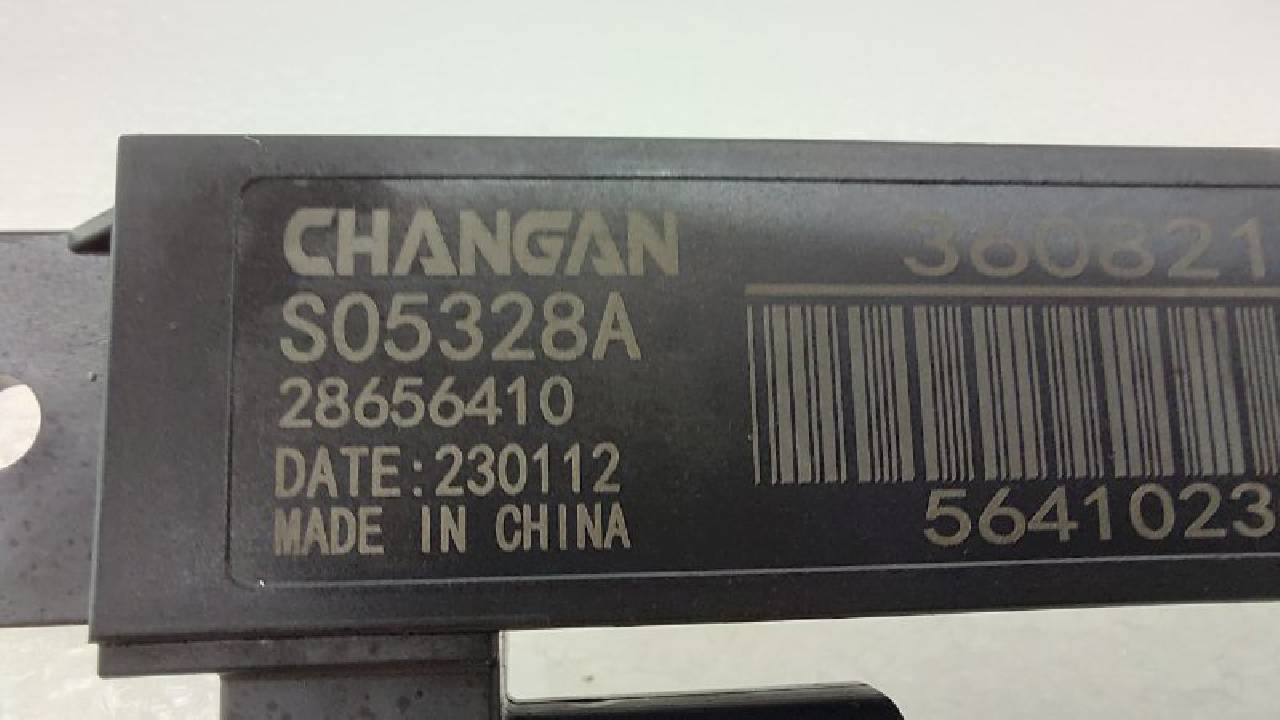 CHANGAN
S05328A
28656410
DATE:230112
MADE IN CHINA
360821
5641023